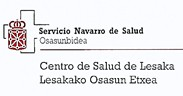 Servicio Navarro de Salud
Osasunbidea
Centro de Salud de Lesaka
Lesakako Osasun Etxea